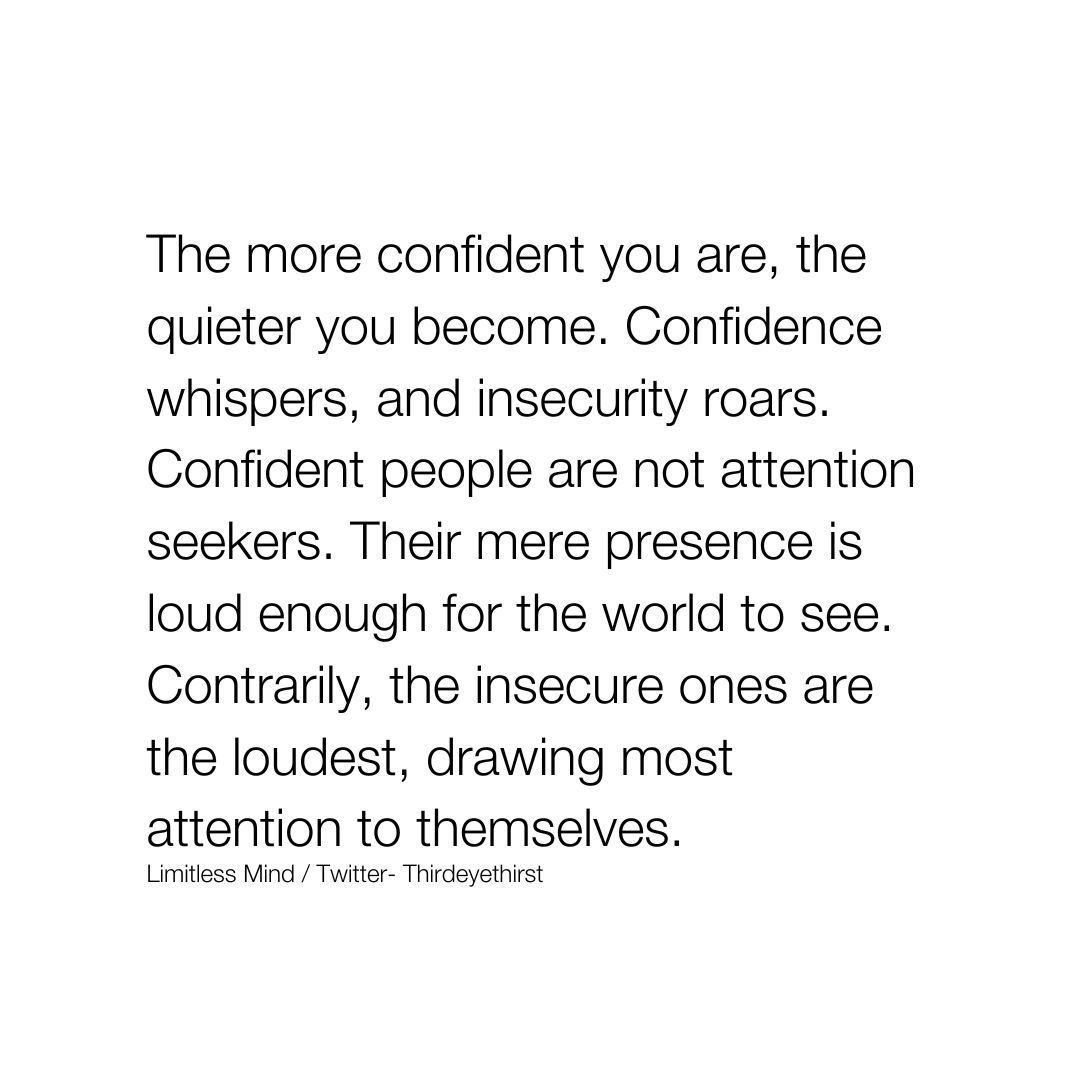 The more confident you are, the
quieter you become. Confidence
whispers, and insecurity roars.
Confident people are not attention
seekers. Their mere presence is
loud enough for the world to see.
Contrarily, the insecure ones are
the loudest, drawing most
attention to themselves.
Limitless Mind / Twitter- Thirdeyethirst